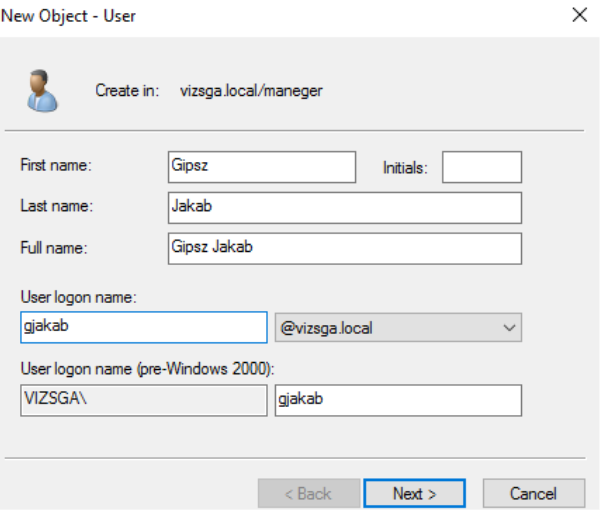 New Object - User
Create in: vizsga.local/maneger
First name: Gipsz Initials:
Last name: Jakab
Full name: Gipsz Jakab
User logon name:
gjakab @vizsga.local
User logon name (pre-Windows 2000):
VIZSGA\ gjakab
< Back Next > Cancel